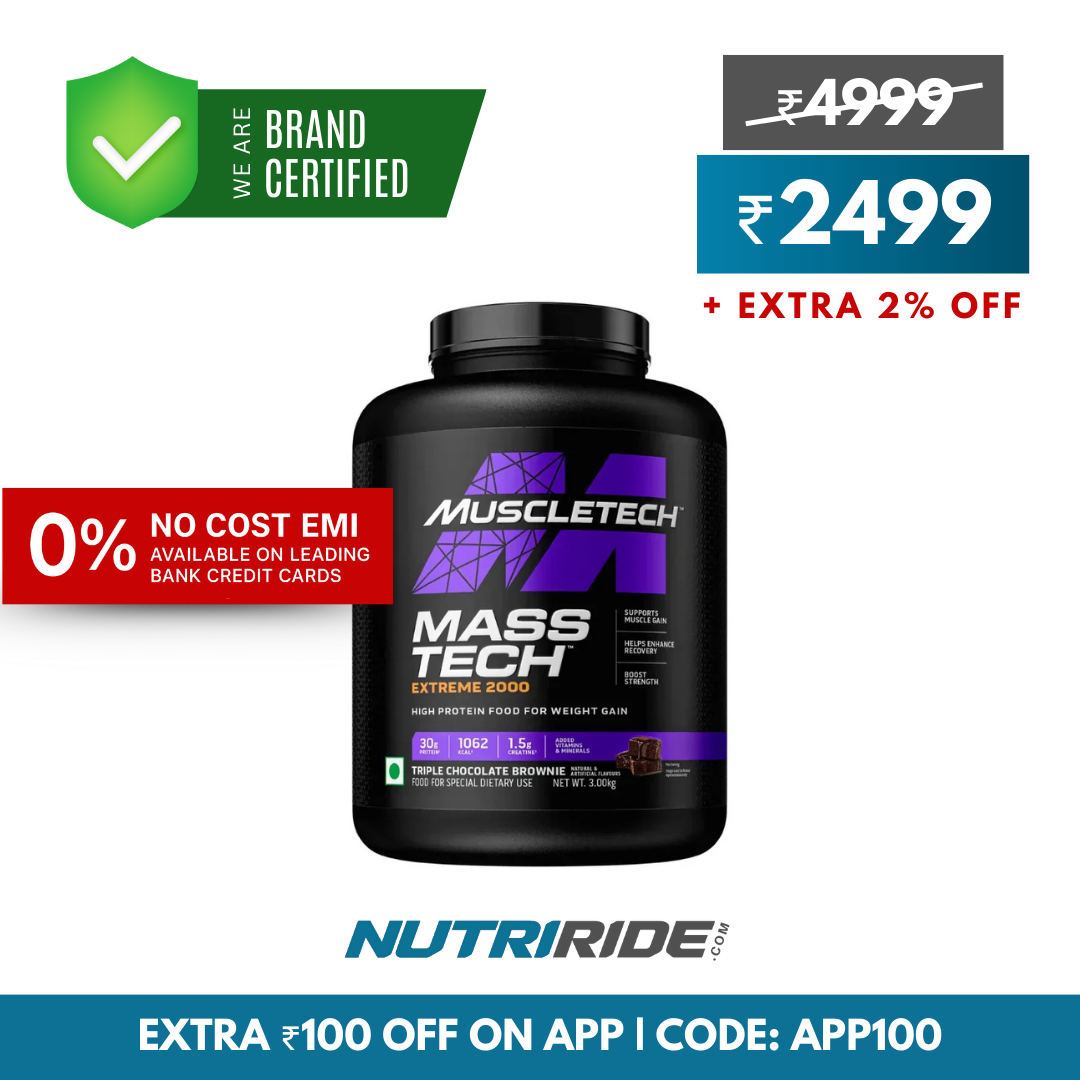 WE ARE
BRAND
CERTIFIED
₹4999
₹2499
+ EXTRA 2% OFF
0%
NO COST EMI
AVAILABLE ON LEADING
BANK CREDIT CARDS
MUSCLETECH™
MASS
TECH™
EXTREME 2000
HIGH PROTEIN FOOD FOR WEIGHT GAIN
SUPPORTS
MUSCLE GAIN
HELPS ENHANCE
RECOVERY
BOOST
STRENGTH
30g
PROTEIN
1062
KCAL
1.5g
CREATINE
ADDED
VITAMINS
& MINERALS
TRIPLE CHOCOLATE BROWNIE
NATURAL &
ARTIFICIAL FLAVOURS
FOOD FOR SPECIAL DIETARY USE
NET WT. 3.00kg
NUTRIRIDE.COM
EXTRA ₹100 OFF ON APP | CODE: APP100